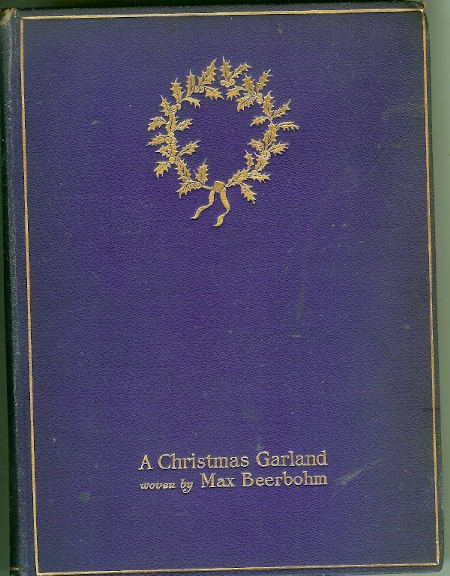 A Christmas Garland
woven by Max Beerbohm